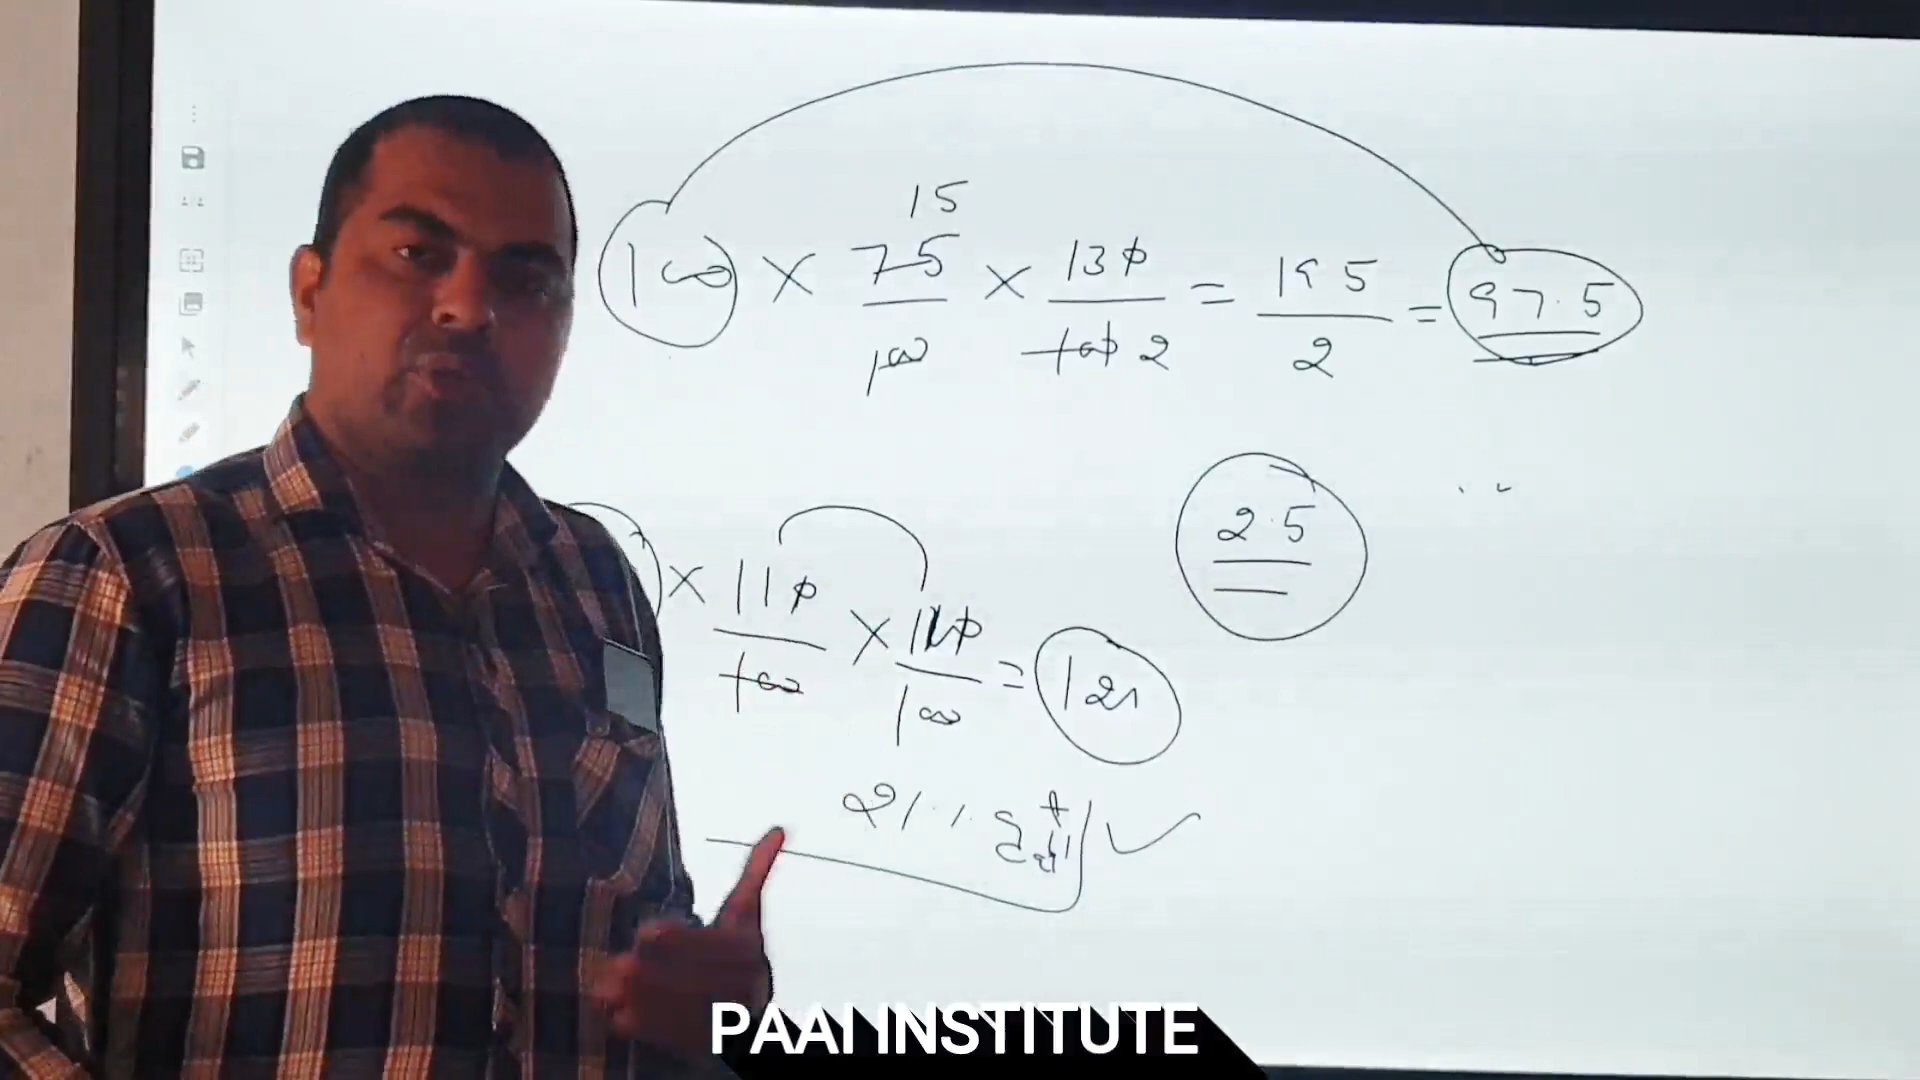 15
100 × 75/100 × 130/100 2 = 195/2 = 97.5
2.5
× 110/100 × 110/100 = 121
21%
PAAI INSTITUTE